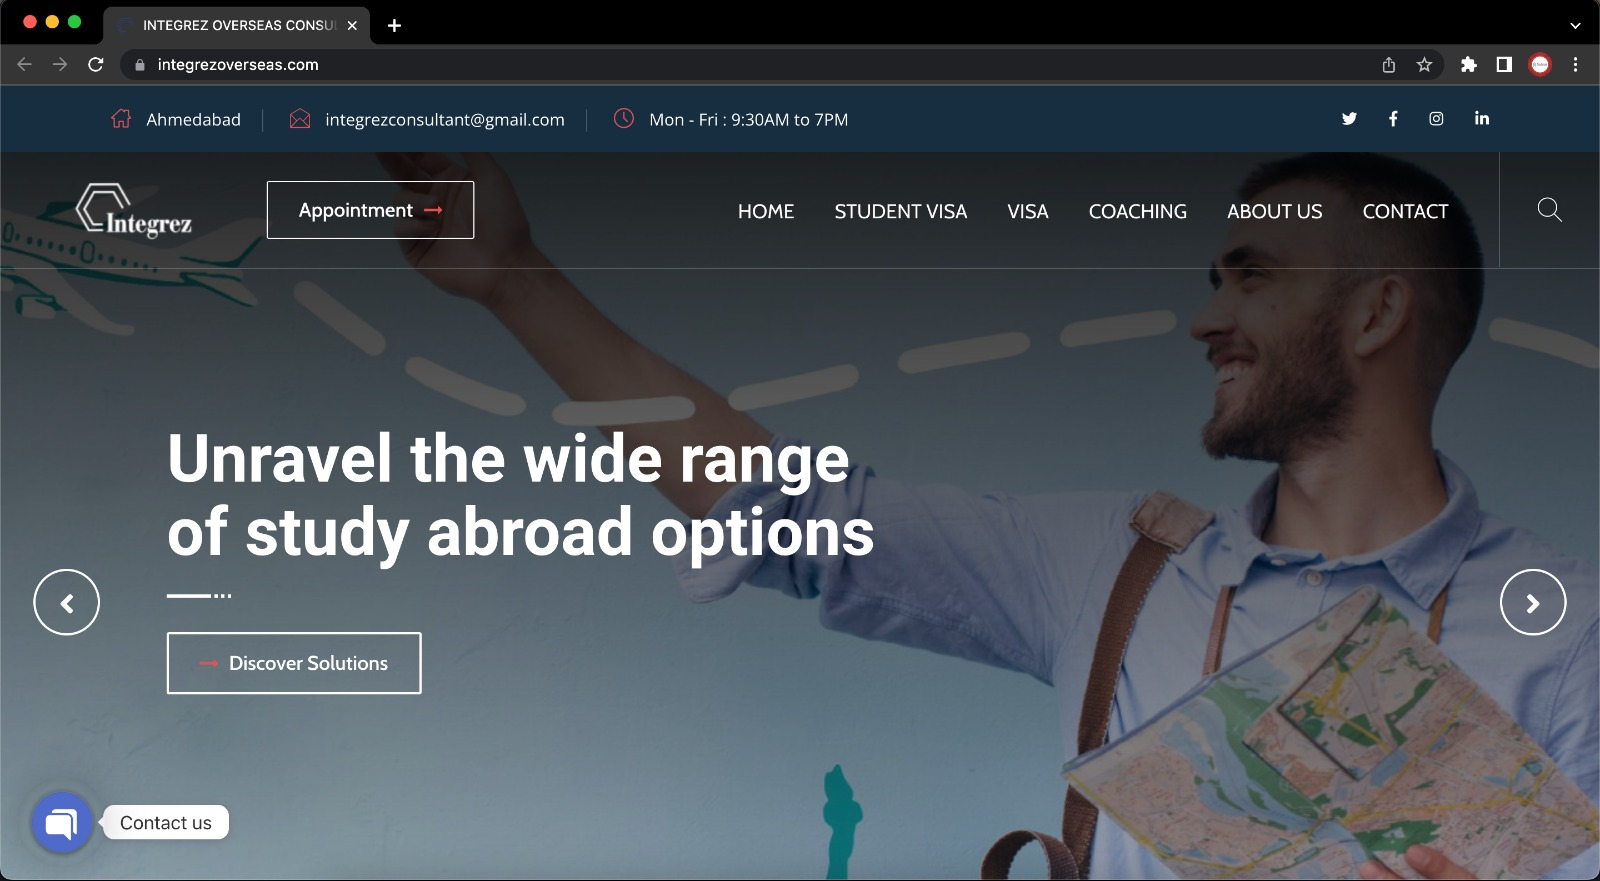 INTEGREZ OVERSEAS CONSU
integrezoverseas.com
Ahmedabad
integrezconsultant@gmail.com
Mon - Fri : 9:30AM to 7PM
Integrez
Appointment
HOME
STUDENT VISA
VISA
COACHING
ABOUT US
CONTACT
Unravel the wide range
of study abroad options
Discover Solutions
Contact us